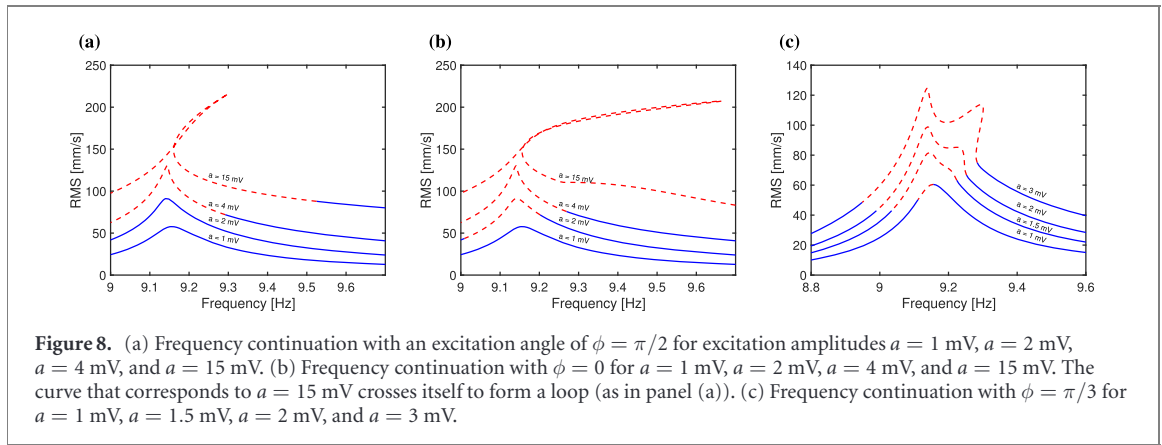 (a)
(b)
(c)
250
200
150
100
50
0
RMS [mm/s]
9
9.1
9.2
9.3
9.4
9.5
9.6
Frequency [Hz]
a = 15 mV
a = 4 mV
a = 2 mV
a = 1 mV
250
200
150
100
50
0
RMS [mm/s]
9
9.1
9.2
9.3
9.4
9.5
9.6
Frequency [Hz]
a = 15 mV
a = 4 mV
a = 2 mV
a = 1 mV
140
120
100
80
60
40
20
0
RMS [mm/s]
8.8
9
9.2
9.4
9.6
Frequency [Hz]
a = 3 mV
a = 2 mV
a = 1.5 mV
a = 1 mV
Figure 8. (a) Frequency continuation with an excitation angle of ϕ = π/2 for excitation amplitudes a = 1 mV, a = 2 mV,
a = 4 mV, and a = 15 mV. (b) Frequency continuation with ϕ = 0 for a = 1 mV, a = 2 mV, a = 4 mV, and a = 15 mV. The
curve that corresponds to a = 15 mV crosses itself to form a loop (as in panel (a)). (c) Frequency continuation with ϕ = π/3 for
a = 1 mV, a = 1.5 mV, a = 2 mV, and a = 3 mV.